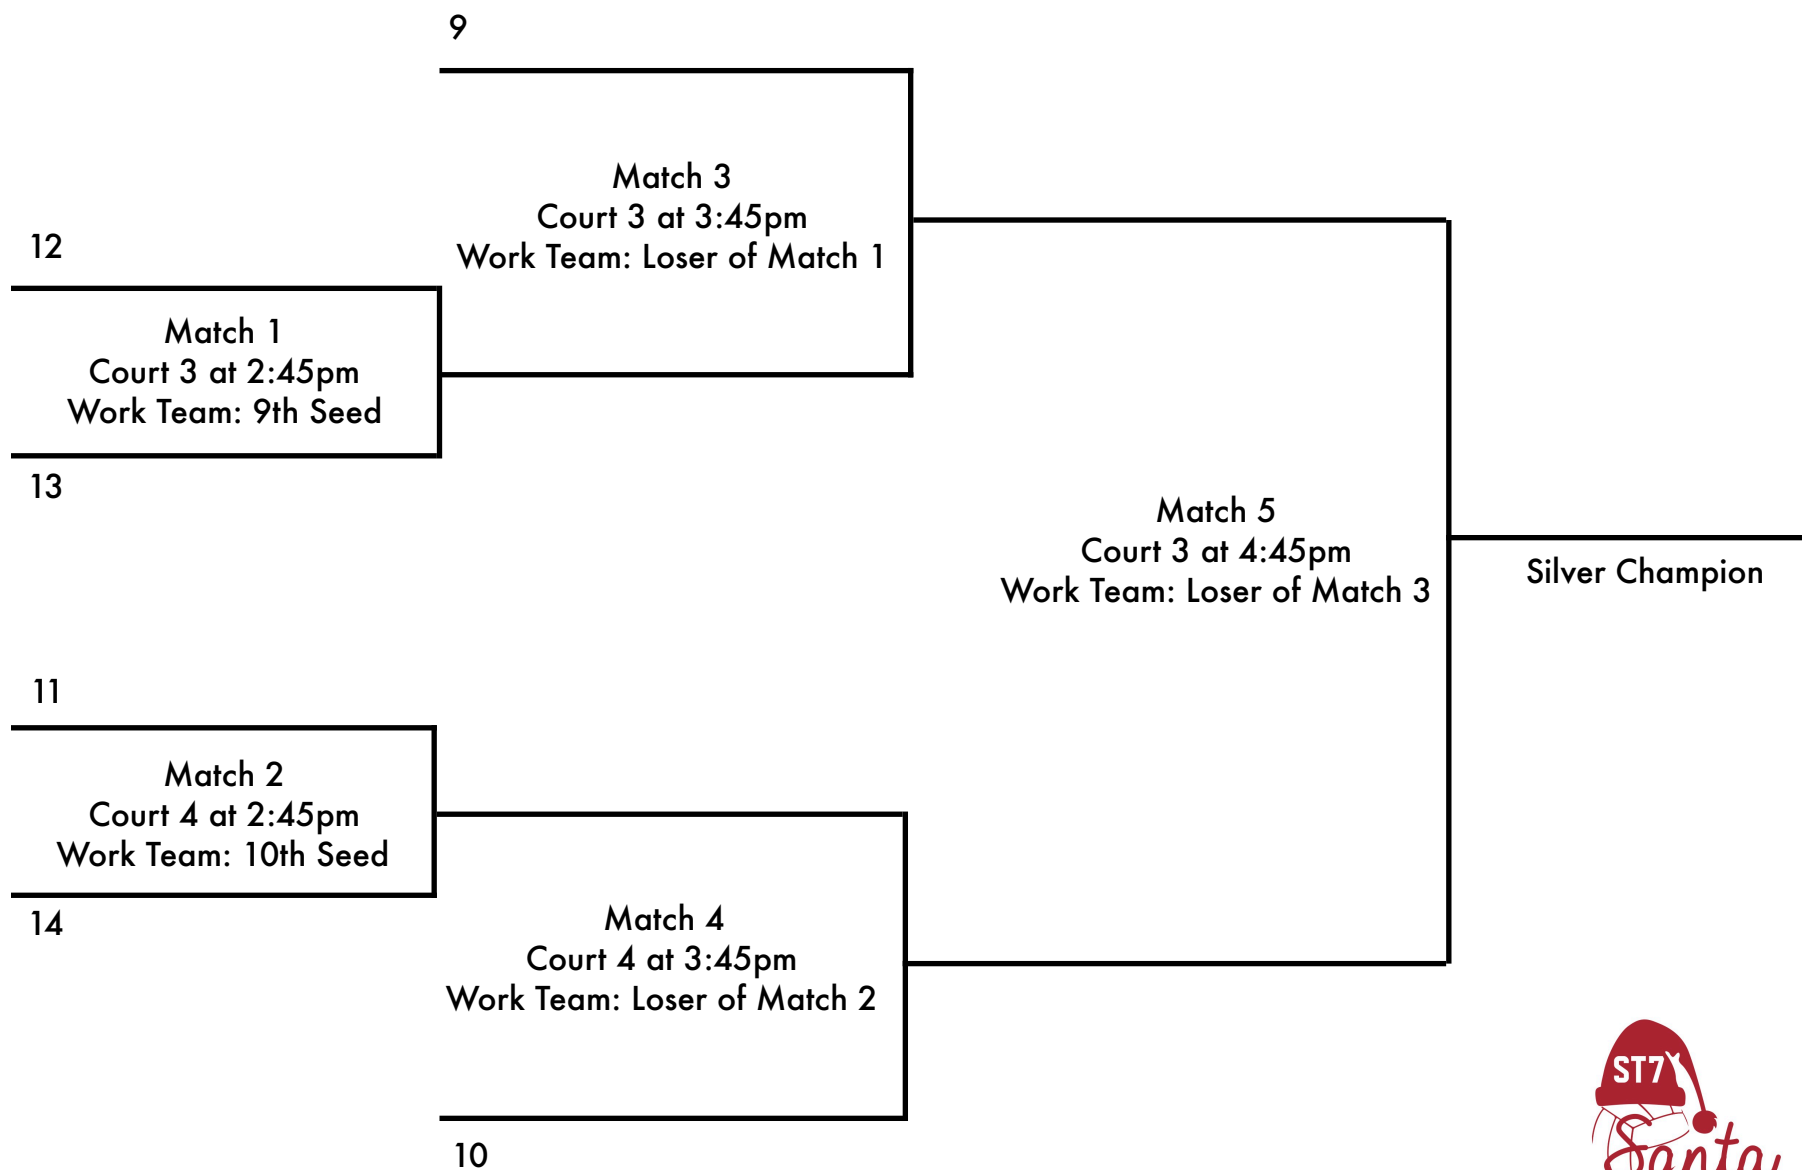 9
Match 3
Court 3 at 3:45pm
Work Team: Loser of Match 1
12
Match 1
Court 3 at 2:45pm
Work Team: 9th Seed
13
Match 5
Court 3 at 4:45pm
Work Team: Loser of Match 3
Silver Champion
11
Match 2
Court 4 at 2:45pm
Work Team: 10th Seed
14
Match 4
Court 4 at 3:45pm
Work Team: Loser of Match 2
10
ST7
Santa